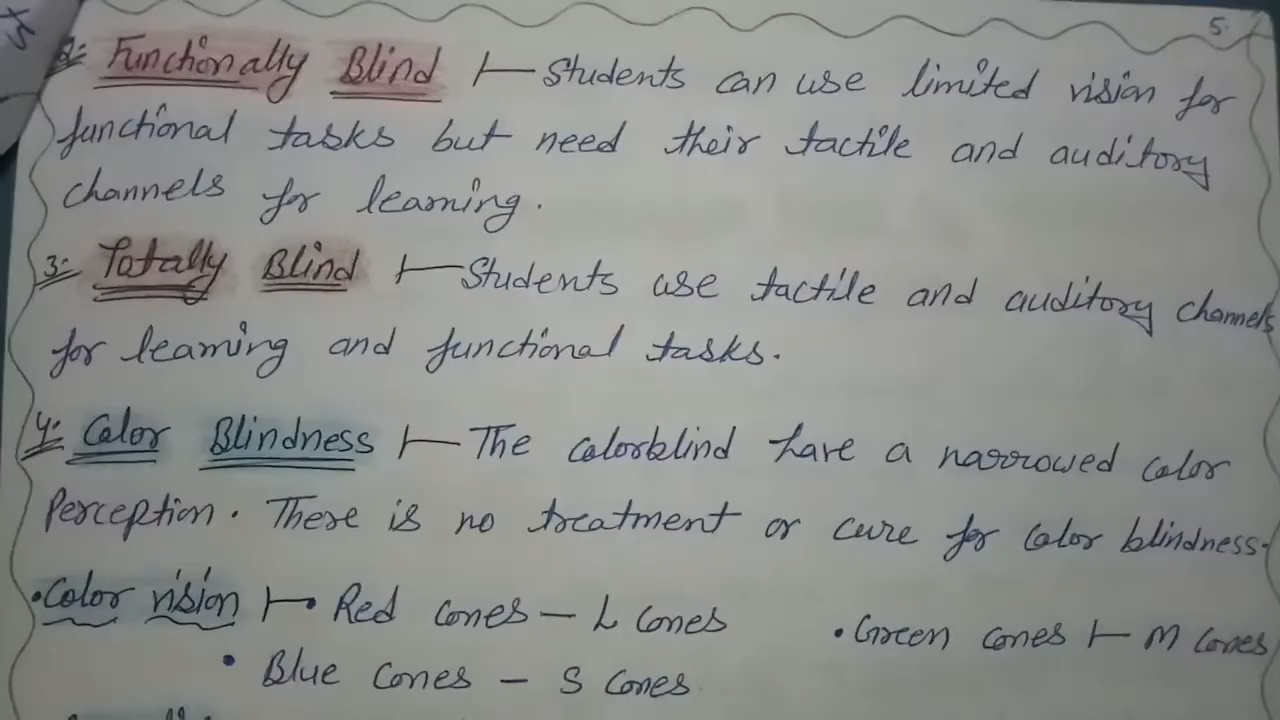 5.
2: Functionally Blind ⊢ Students can use limited vision for
functional tasks but need their tactile and auditory
channels for learning.
3: Totally Blind ⊢ Students use tactile and auditory channels
for learning and functional tasks.
4: Color Blindness ⊢ The colorblind have a narrowed color
Perception. There is no treatment or cure for color blindness.
• Color vision ⊢ • Red cones — L cones • Green cones ⊢ M cones
• Blue cones – S cones